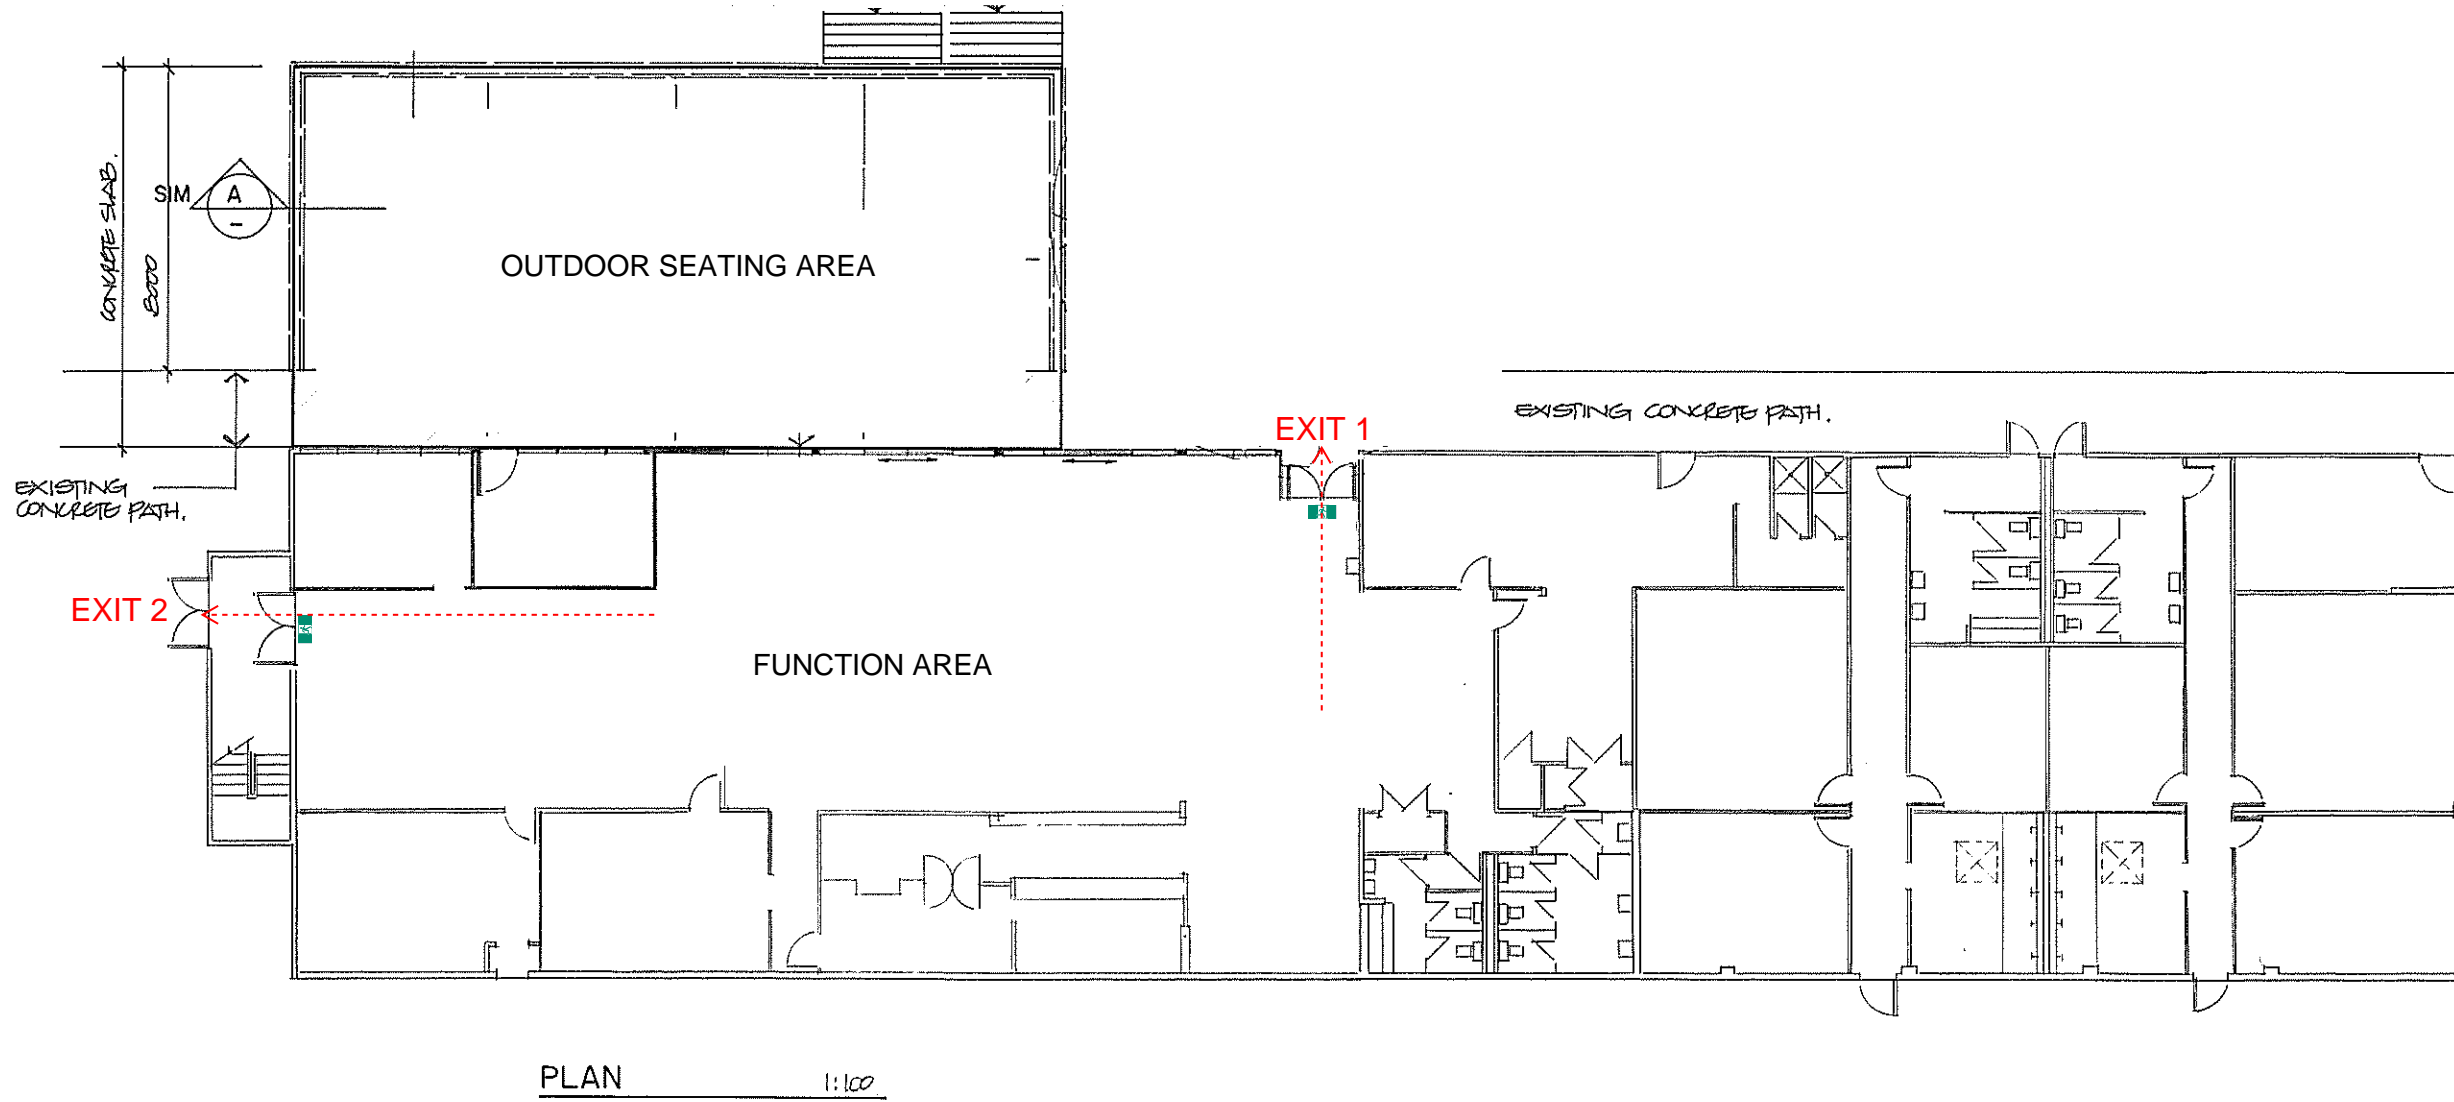 CONCRETE SLAB.
8000
SIM
A
-
OUTDOOR SEATING AREA
EXISTING CONCRETE PATH.
EXIT 1
EXISTING
CONCRETE PATH.
EXIT 2
FUNCTION AREA
PLAN 1:100